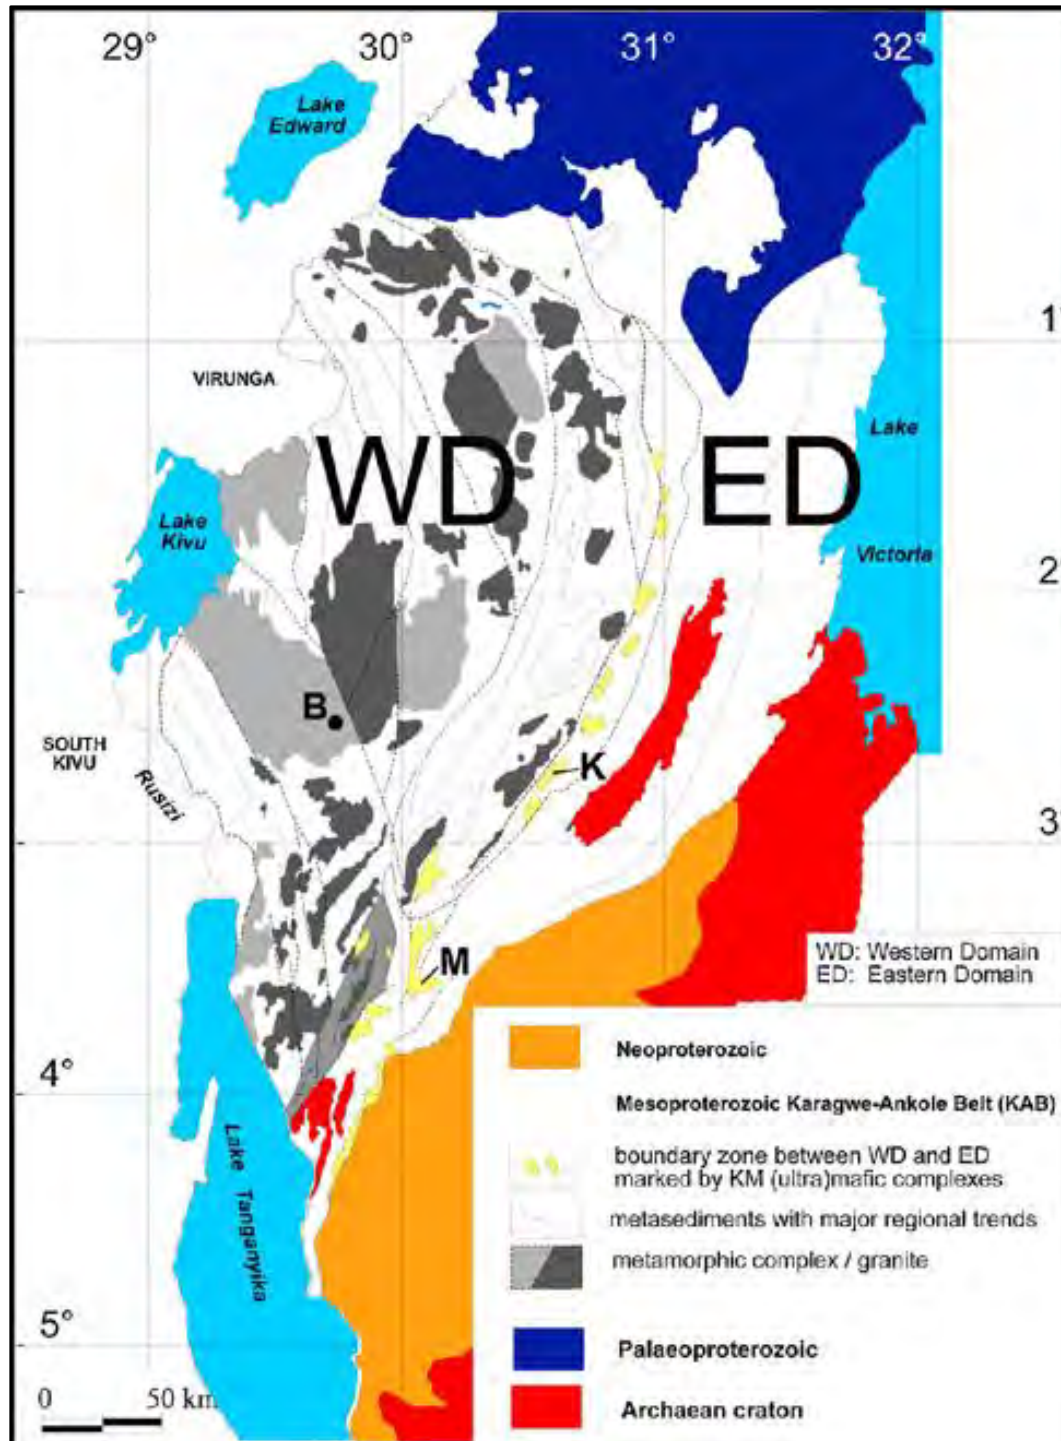 29°
30°
31°
32°
Lake
Edward
1°
VIRUNGA
WD
ED
Lake
Lake
Kivu
Victoria
2°
B
SOUTH
KIVU
K
Rusizi
3°
M
WD: Western Domain
ED: Eastern Domain
Neoproterozoic
4°
Mesoproterozoic Karagwe-Ankole Belt (KAB)
Lake Tanganyika
boundary zone between WD and ED
marked by KM (ultra)mafic complexes
metasediments with major regional trends
metamorphic complex / granite
5°
Palaeoproterozoic
0 50 km
Archaean craton